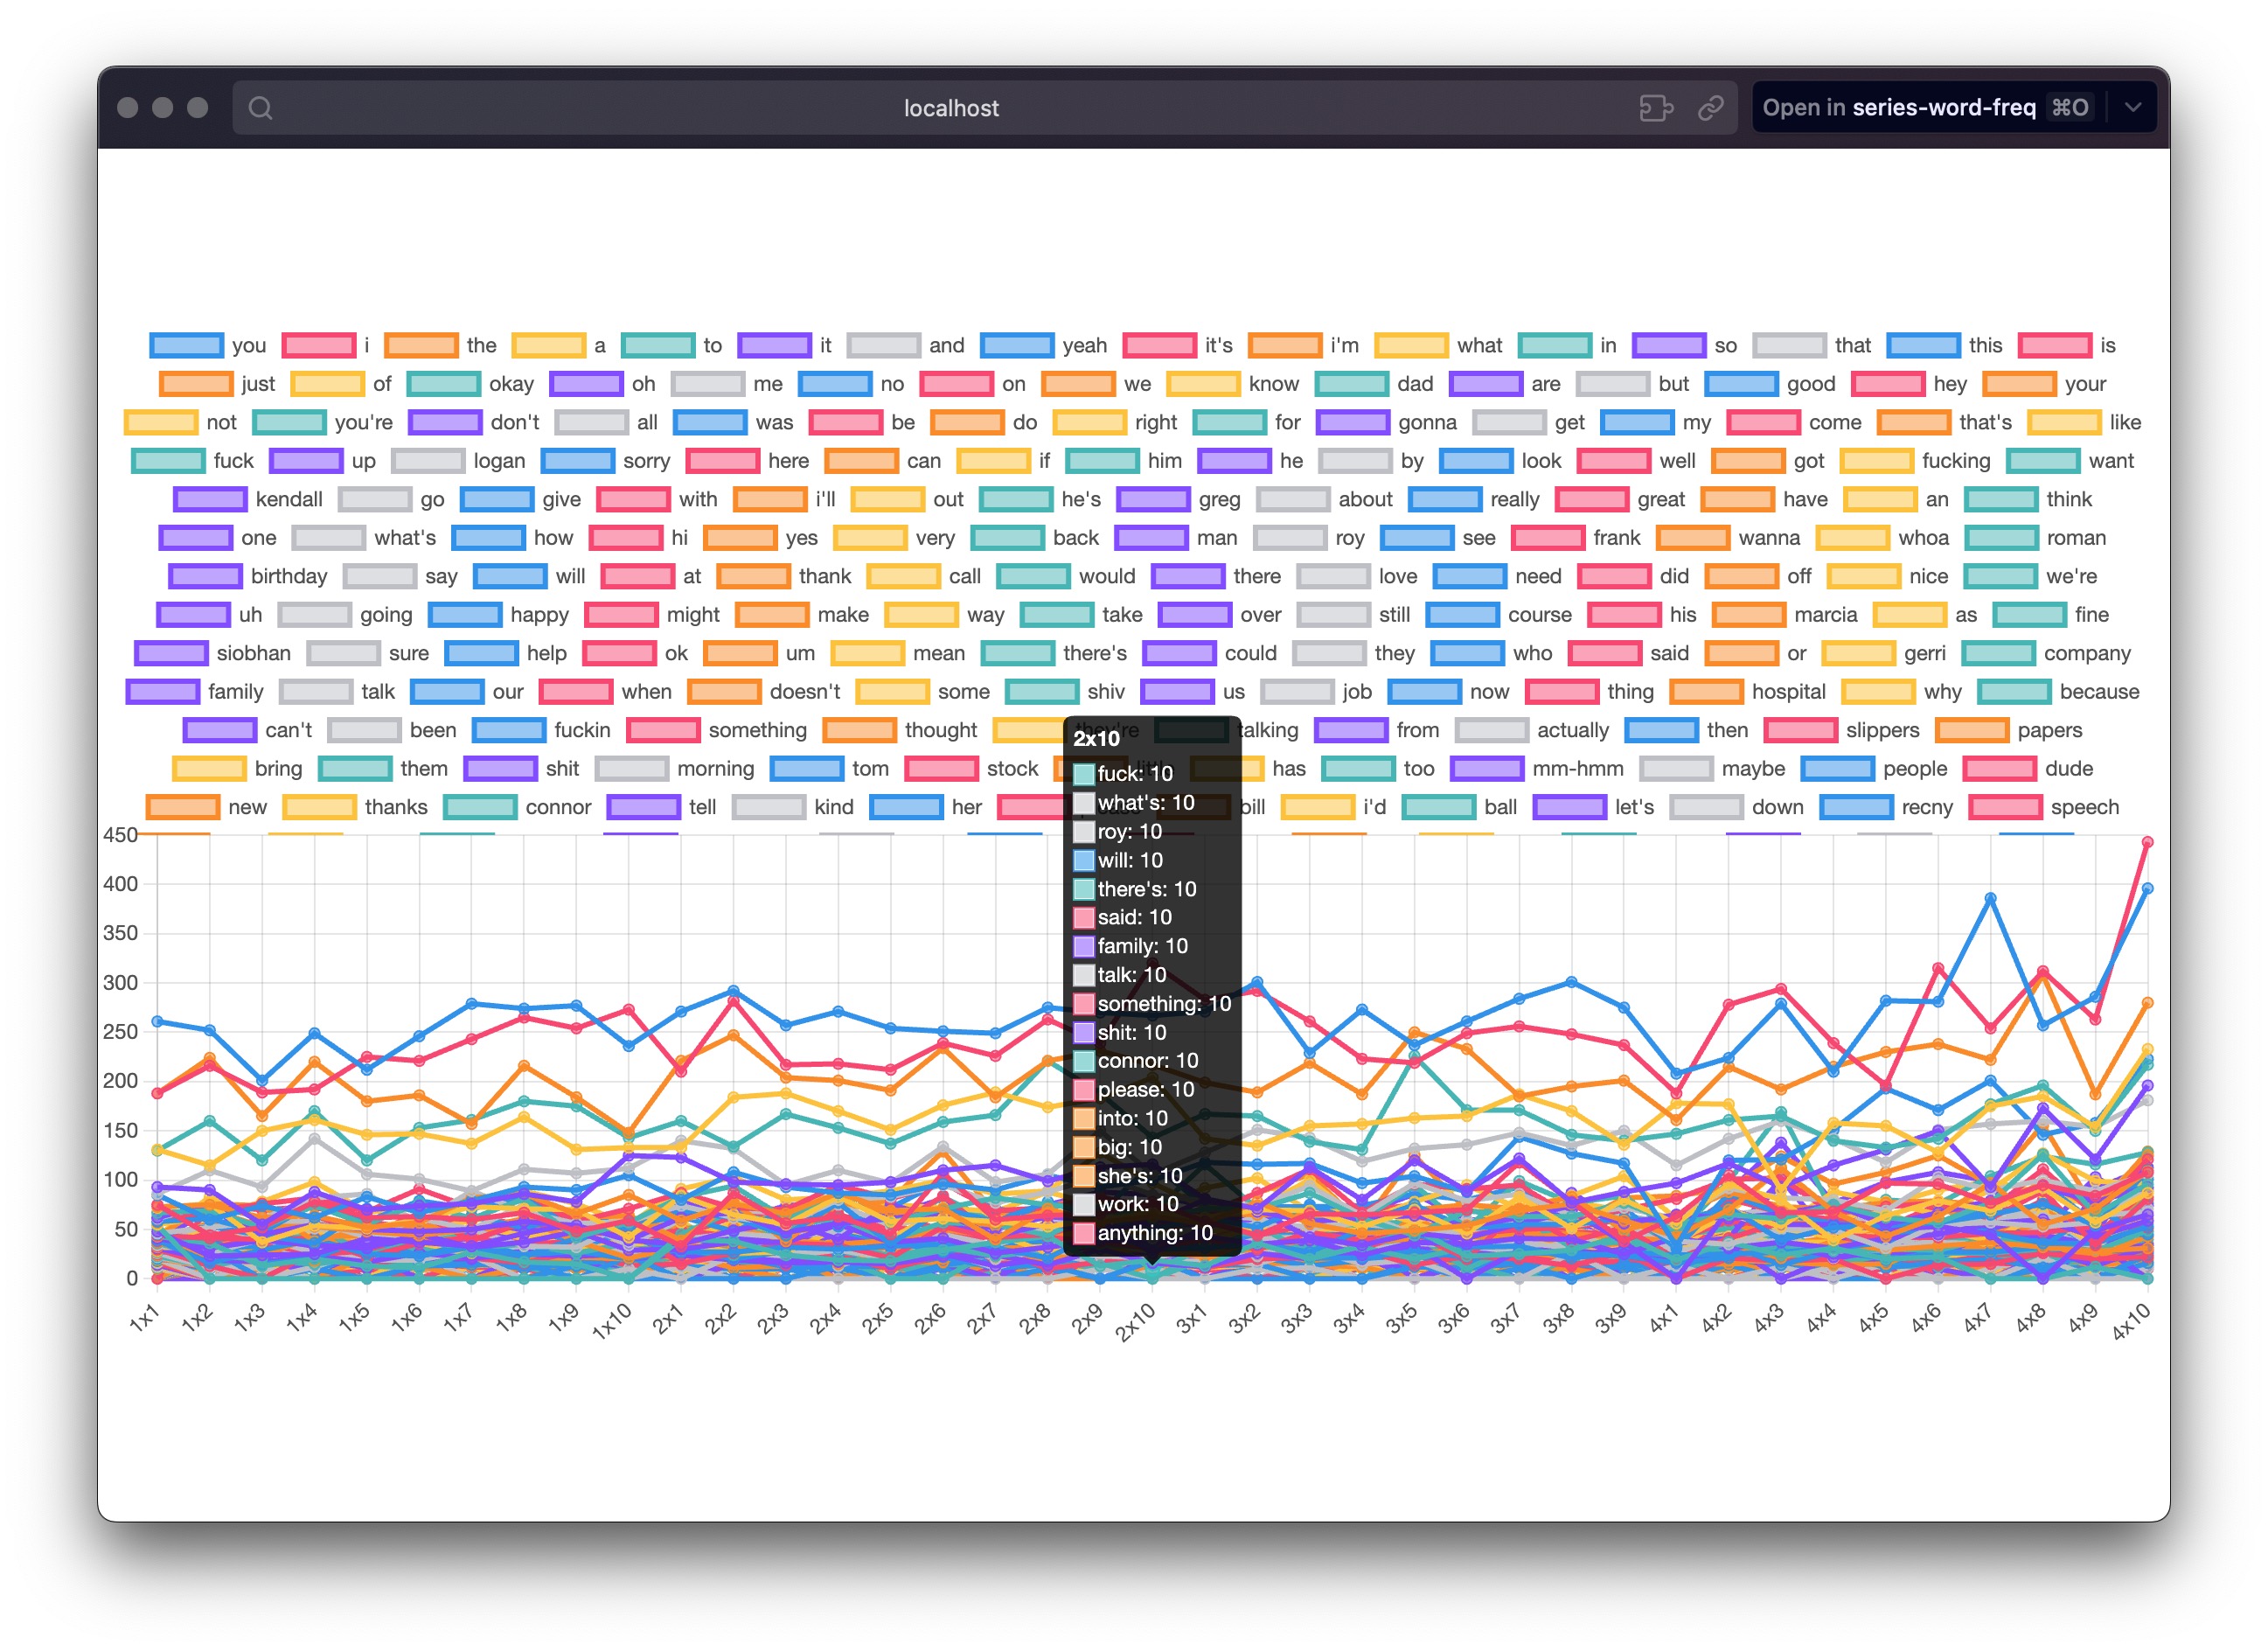 localhost
Open in series-word-freq ⌘O
you i the a to it and yeah it's i'm what in so that this is
just of okay oh me no on we know dad are but good hey your
not you're don't all was be do right for gonna get my come that's like
fuck up logan sorry here can if him he by look well got fucking want
kendall go give with i'll out he's greg about really great have an think
one what's how hi yes very back man roy see frank wanna whoa roman
birthday say will at thank call would there love need did off nice we're
uh going happy might make way take over still course his marcia as fine
siobhan sure help ok um mean there's could they who said or gerri company
family talk our when doesn't some shiv us job now thing hospital why because
can't been fuckin something thought they're talking from actually then slippers papers
bring them shit morning tom stock little has too mm-hmm maybe people dude
new thanks connor tell kind her please bill i'd ball let's down recny speech
2x10
fuck: 10
what's: 10
roy: 10
will: 10
there's: 10
said: 10
family: 10
talk: 10
something: 10
shit: 10
connor: 10
please: 10
into: 10
big: 10
she's: 10
work: 10
anything: 10
450
400
350
300
250
200
150
100
50
0
1x1 1x2 1x3 1x4 1x5 1x6 1x7 1x8 1x9 1x10 2x1 2x2 2x3 2x4 2x5 2x6 2x7 2x8 2x9 2x10 3x1 3x2 3x3 3x4 3x5 3x6 3x7 3x8 3x9 4x1 4x2 4x3 4x4 4x5 4x6 4x7 4x8 4x9 4x10